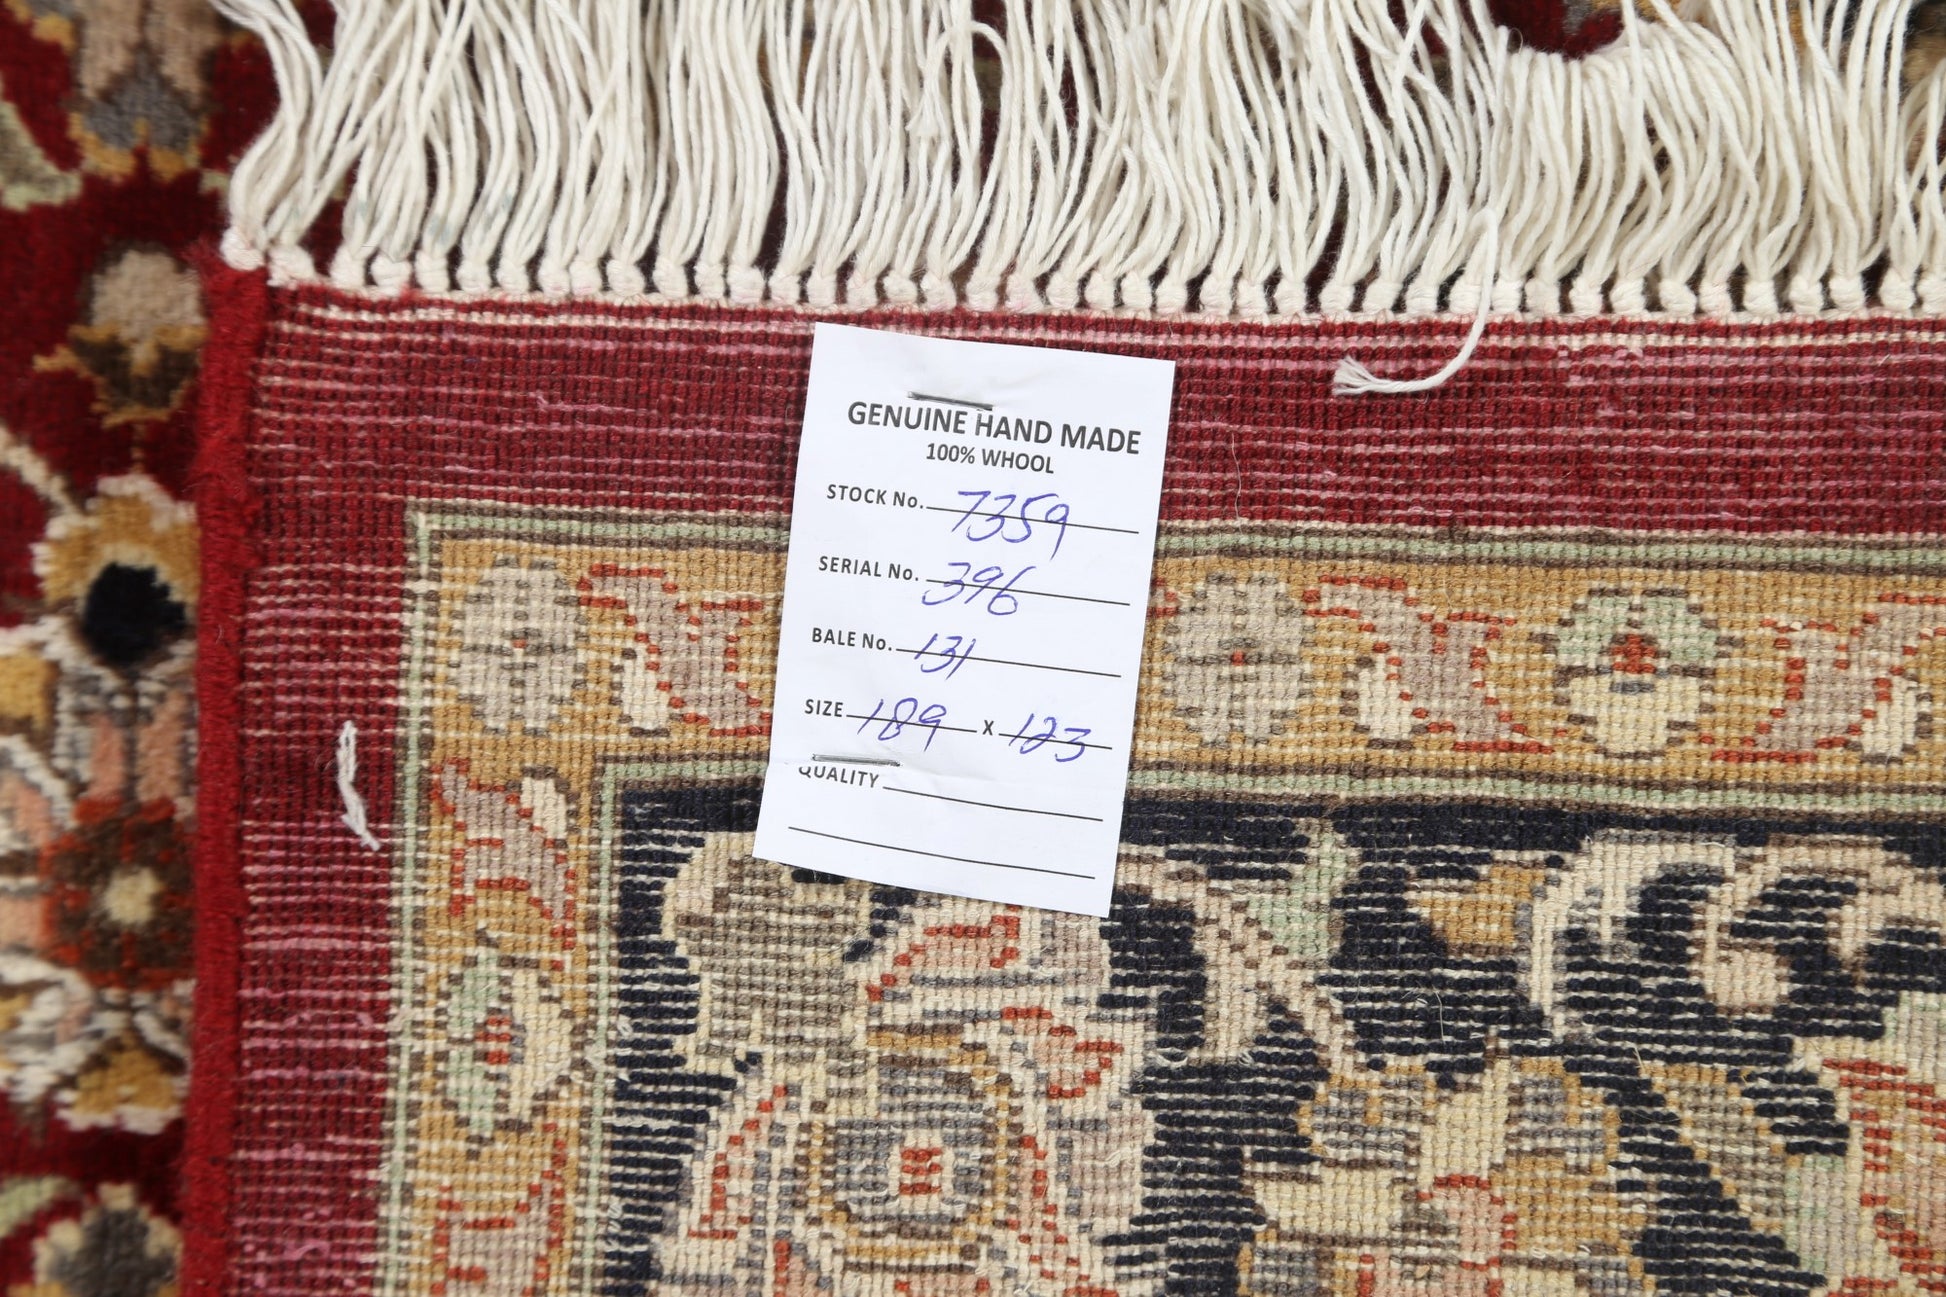 GENUINE HAND MADE
100% WHOOL
STOCK No. 7359
SERIAL No. 396
BALE No. 131
SIZE 189 X 123
QUALITY